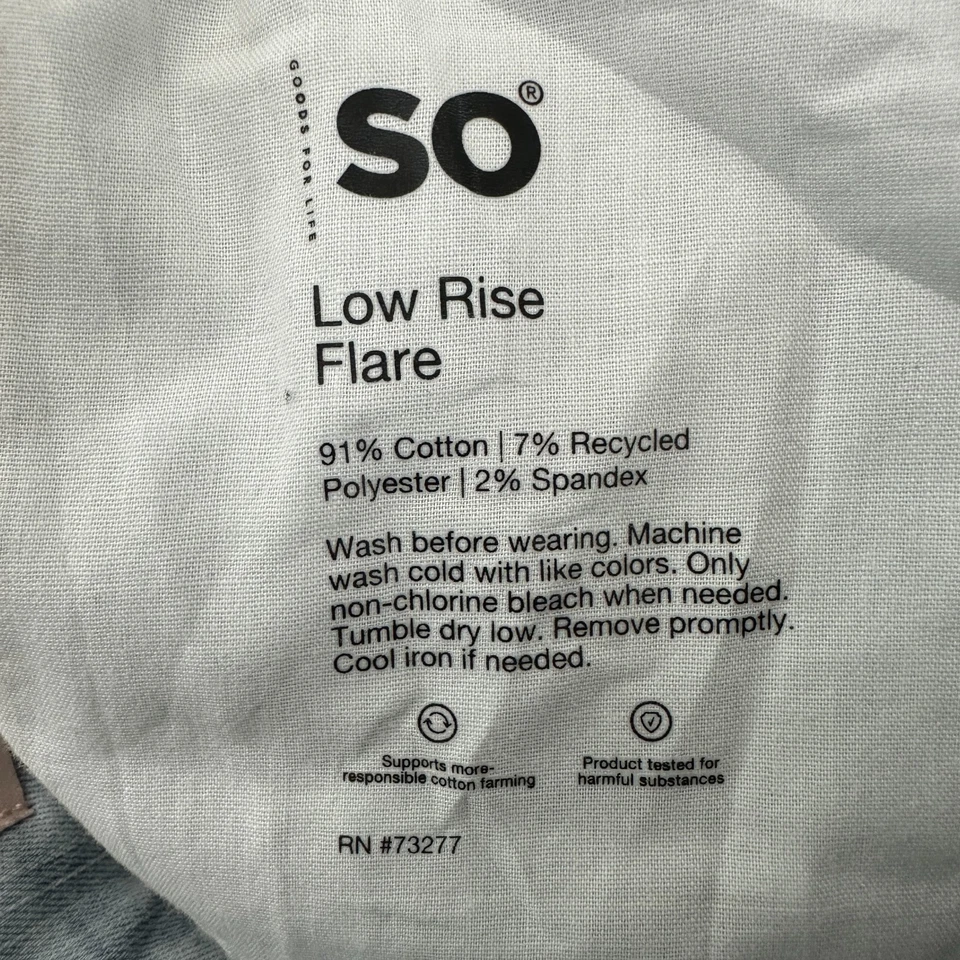 GOODS FOR LIFE
SO®
Low Rise
Flare
91% Cotton | 7% Recycled
Polyester | 2% Spandex
Wash before wearing. Machine
wash cold with like colors. Only
non-chlorine bleach when needed.
Tumble dry low. Remove promptly.
Cool iron if needed.
Supports more-
responsible cotton farming
Product tested for
harmful substances
RN #73277